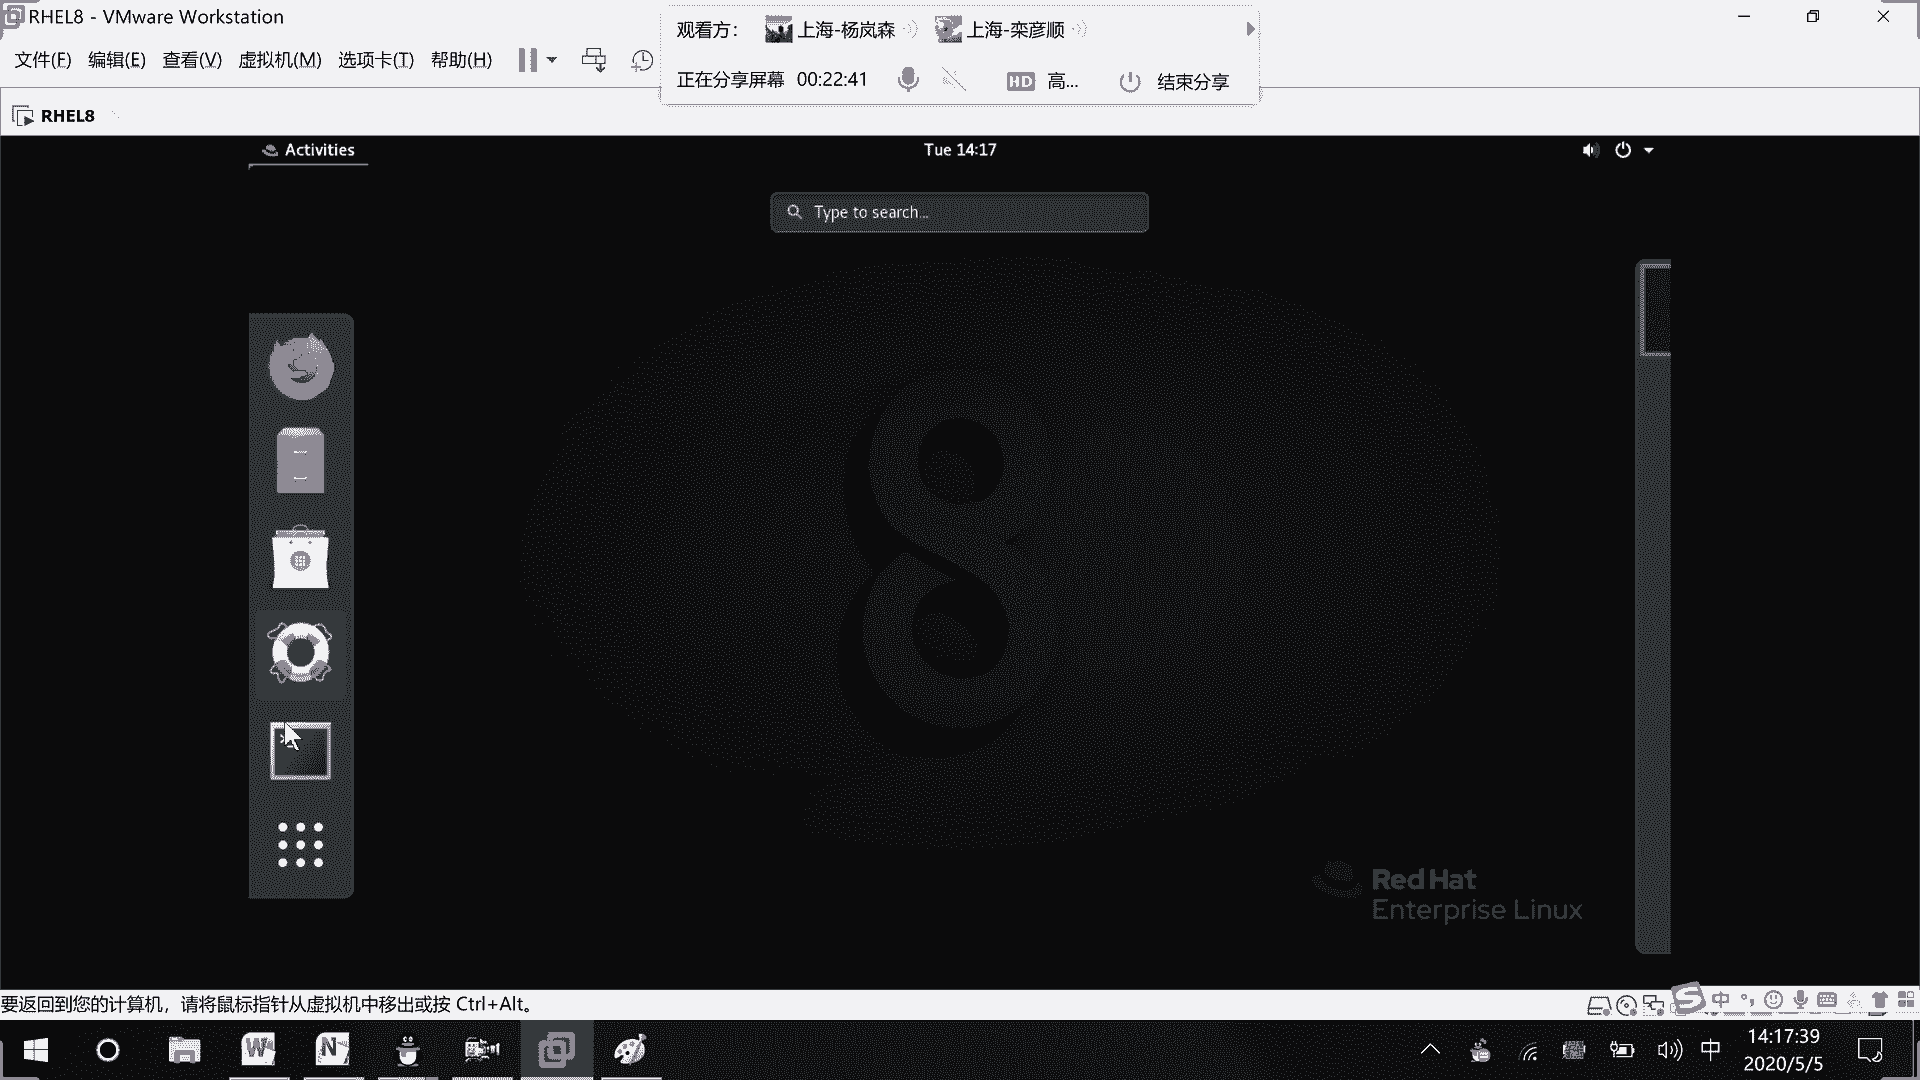 RHEL8 - VMware Workstation
观看方： 上海-杨岚森 上海-栾彦顺
文件(F) 编辑(E) 查看(V) 虚拟机(M) 选项卡(T) 帮助(H)
正在分享屏幕 00:22:41 HD 高... 结束分享
RHEL8
Activities
Tue 14:17
Type to search...
8
Red Hat
Enterprise Linux
要返回到您的计算机，请将鼠标指针从虚拟机中移出或按 Ctrl+Alt。
S 中
W N
中
14:17:39
2020/5/5